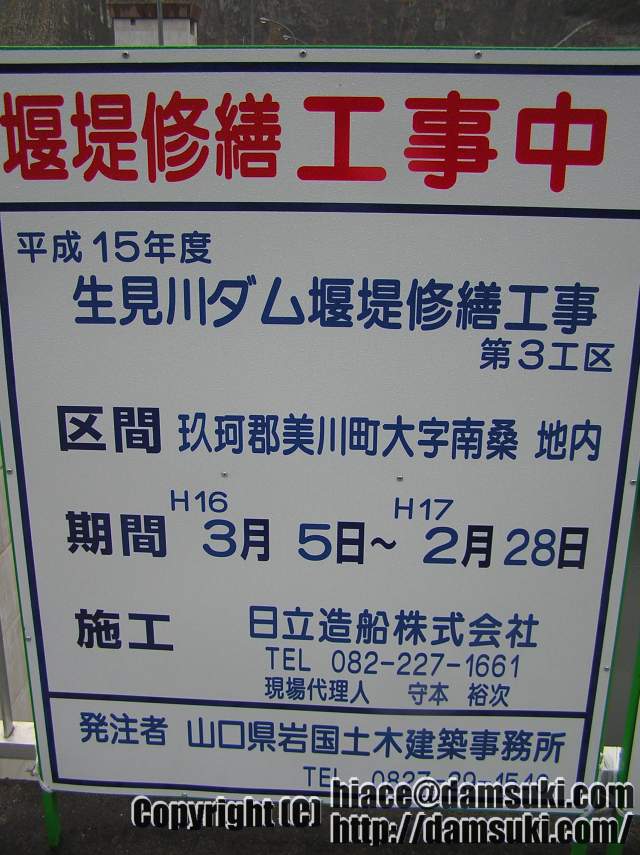 堰堤修繕工事中
平成15年度
生見川ダム堰堤修繕工事
第3工区
区間 玖珂郡美川町大字南桑 地内
期間 H16 3月 5日~ H17 2月28日
施工 日立造船株式会社
TEL 082-227-1661
現場代理人 守本 裕次
発注者 山口県岩国土木建築事務所
TEL
Copyright (C) hiace@damsuki.com
http://damsuki.com/